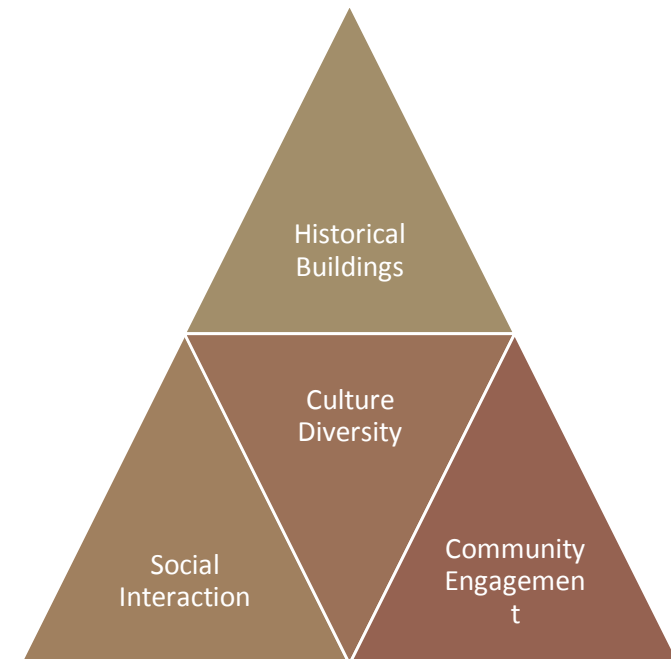 Historical
Buildings
Culture
Diversity
Social
Interaction
Community
Engagemen
t